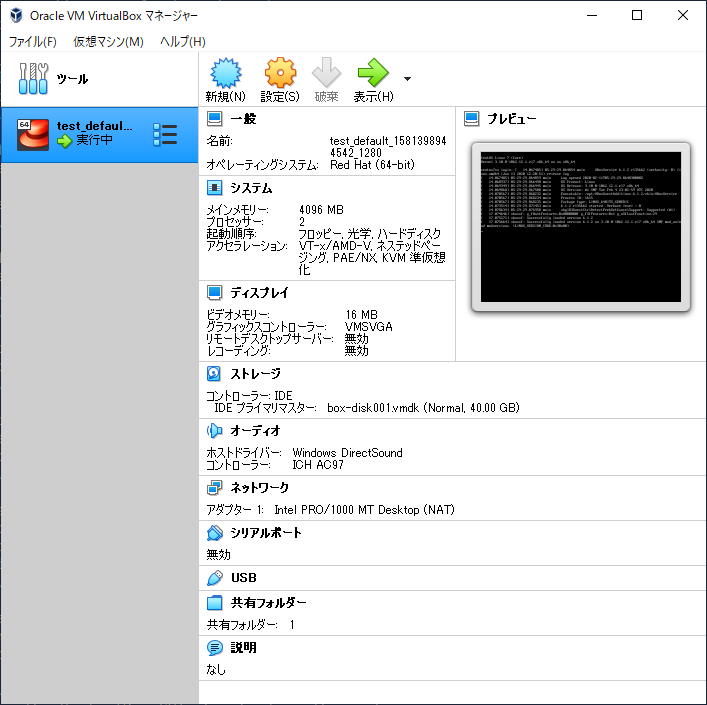 Oracle VM VirtualBox マネージャー
ファイル(F) 仮想マシン(M) ヘルプ(H)
ツール
新規(N) 設定(S) 破棄 表示(H)
64
test_defaul...
実行中
一般
名前: test_default_158139894
4542_1280
オペレーティングシステム: Red Hat (64-bit)
システム
メインメモリー: 4096 MB
プロセッサー: 2
起動順序: フロッピー, 光学, ハードディスク
アクセラレーション: VT-x/AMD-V, ネステッドペー
ジング, PAE/NX, KVM 準仮想
化
ディスプレイ
ビデオメモリー: 16 MB
グラフィックスコントローラー: VMSVGA
リモートデスクトップサーバー: 無効
レコーディング: 無効
プレビュー
ストレージ
コントローラー: IDE
IDE プライマリマスター: box-disk001.vmdk (Normal, 40.00 GB)
オーディオ
ホストドライバー: Windows DirectSound
コントローラー: ICH AC97
ネットワーク
アダプター 1: Intel PRO/1000 MT Desktop (NAT)
シリアルポート
無効
USB
共有フォルダー
共有フォルダー: 1
説明
なし